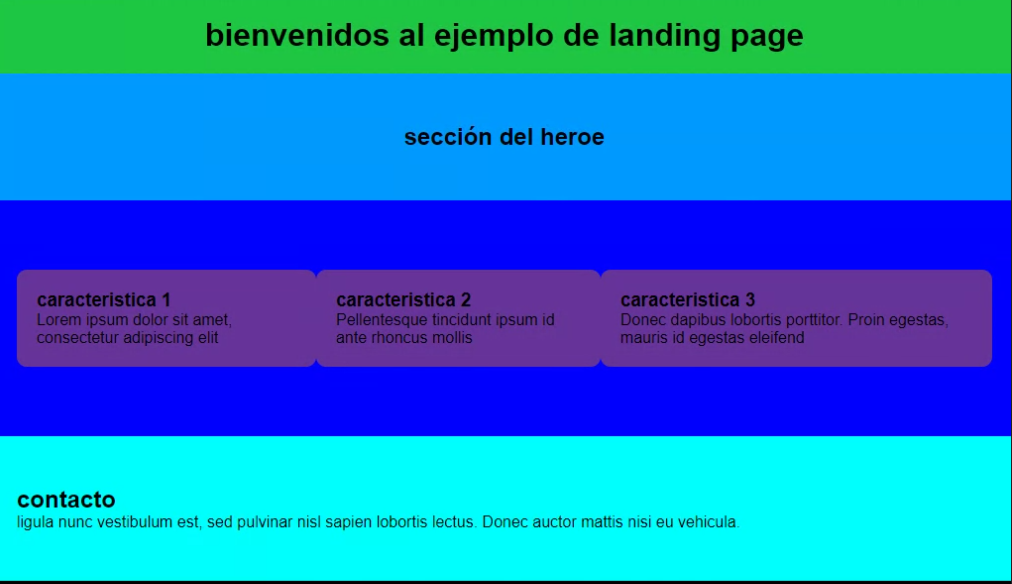 bienvenidos al ejemplo de landing page
sección del heroe
caracteristica 1
Lorem ipsum dolor sit amet,
consectetur adipiscing elit
caracteristica 2
Pellentesque tincidunt ipsum id
ante rhoncus mollis
caracteristica 3
Donec dapibus lobortis porttitor. Proin egestas,
mauris id egestas eleifend
contacto
ligula nunc vestibulum est, sed pulvinar nisl sapien lobortis lectus. Donec auctor mattis nisi eu vehicula.